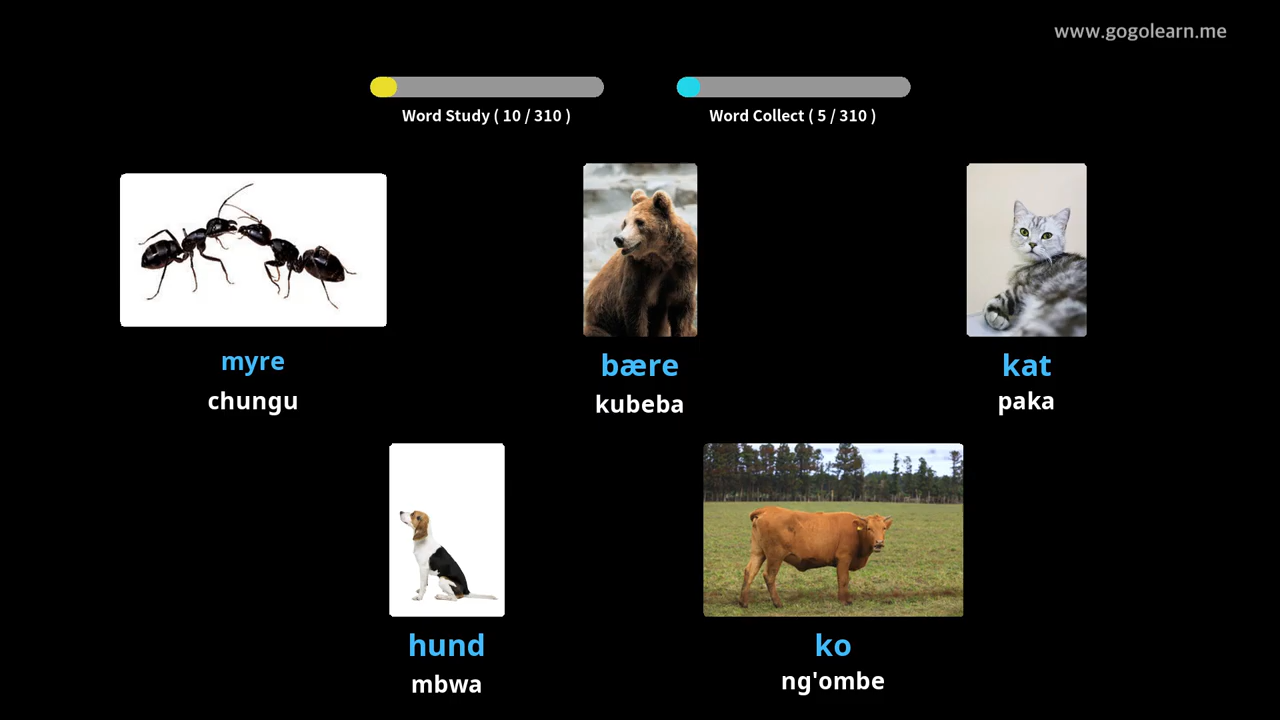 www.gogolearn.me
Word Study ( 10 / 310 )
Word Collect ( 5 / 310 )
myre
chungu
bære
kubeba
kat
paka
hund
mbwa
ko
ng'ombe